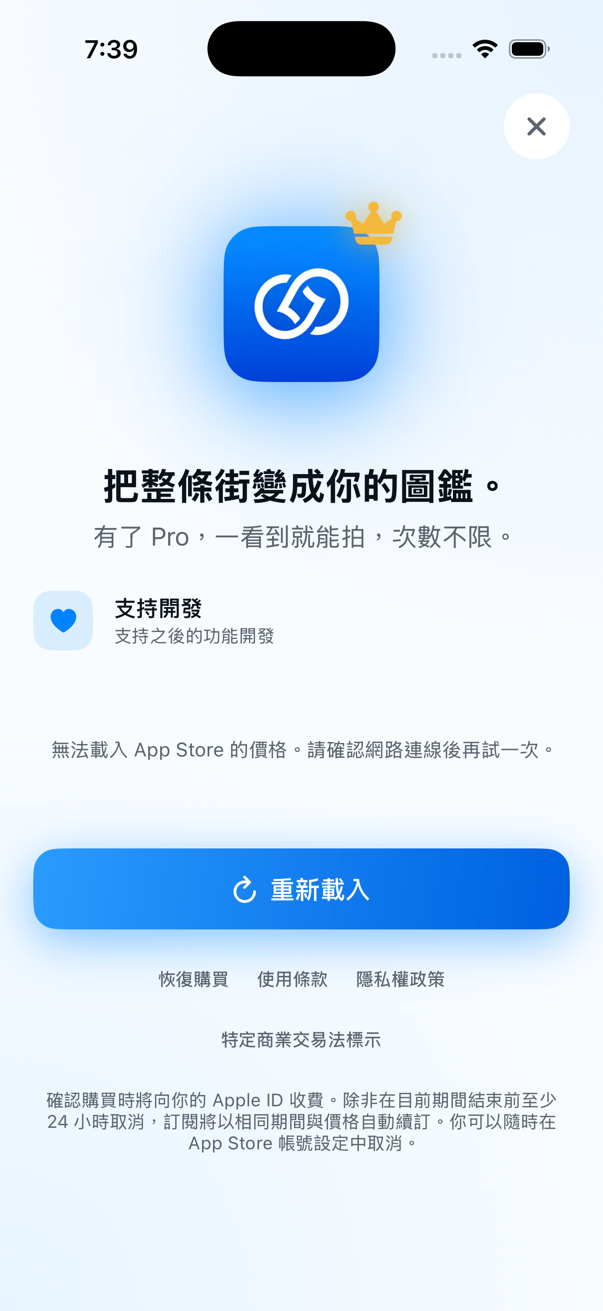 7:39
把整條街變成你的圖鑑。
有了 Pro，一看到就能拍，次數不限。
支持開發
支持之後的功能開發
無法載入 App Store 的價格。請確認網路連線後再試一次。
重新載入
恢復購買 使用條款 隱私權政策
特定商業交易法標示
確認購買時將向你的 Apple ID 收費。除非在目前期間結束前至少
24 小時取消，訂閱將以相同期間與價格自動續訂。你可以隨時在
App Store 帳號設定中取消。